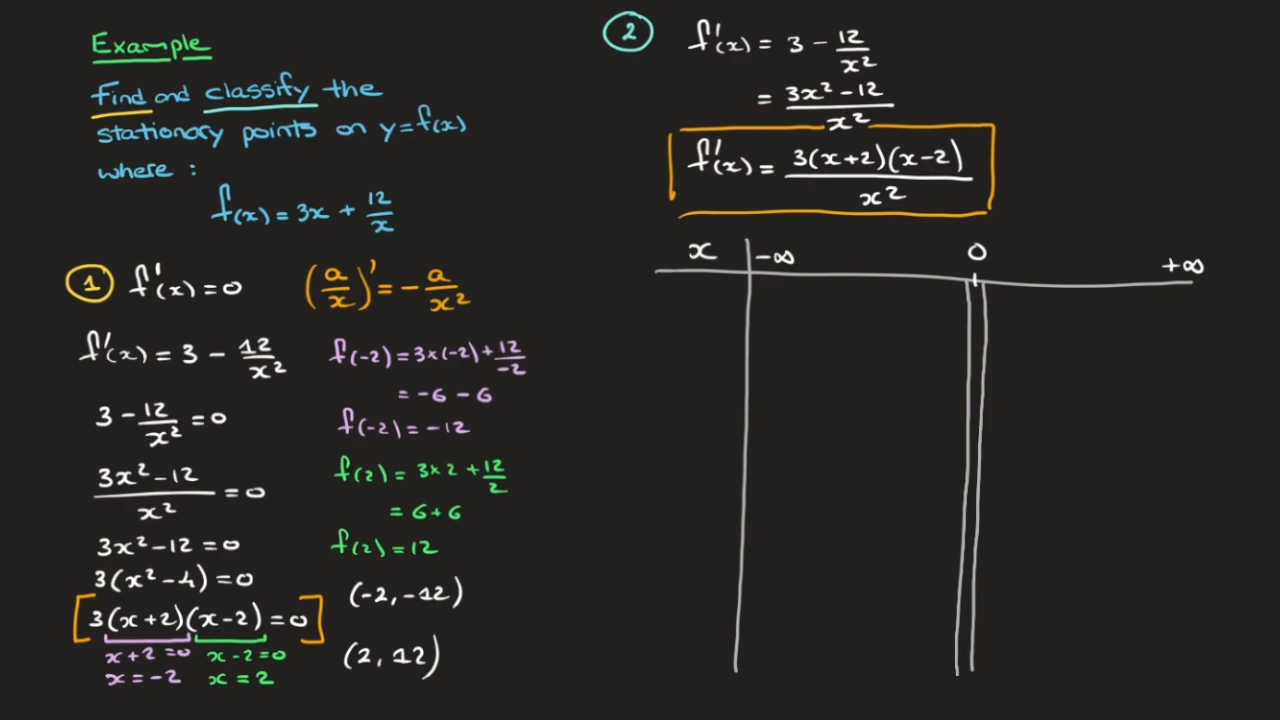 Example
Find and classify the
stationary points on y=f(x)
where :
f(x) = 3x + 12/x
1 f'(x) = 0
(a/x)' = - a/x²
f'(x) = 3 - 12/x²
3 - 12/x² = 0
3x² - 12 / x² = 0
3x² - 12 = 0
3(x² - 4) = 0
[3(x+2)(x-2) = 0]
x+2=0 x-2=0
x=-2 x=2
f(-2) = 3×(-2) + 12/-2
= -6 - 6
f(-2) = -12
f(2) = 3×2 + 12/2
= 6+6
f(2) = 12
(-2, -12)
(2, 12)
2 f'(x) = 3 - 12/x²
= 3x² - 12 / x²
f'(x) = 3(x+2)(x-2) / x²
x -∞ 0 +∞